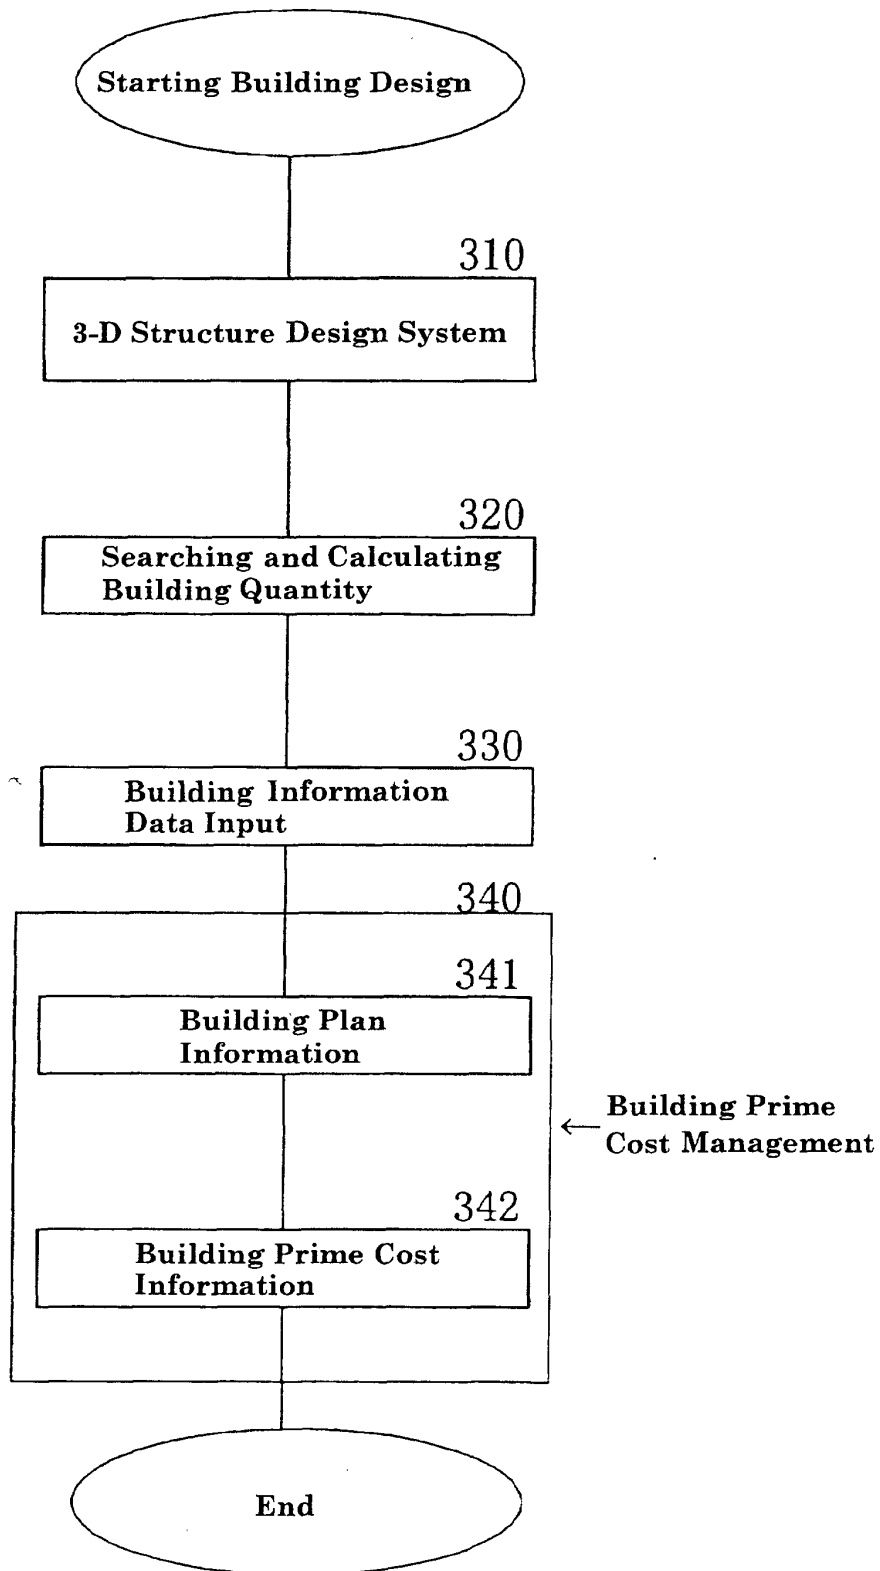 Starting Building Design
310
3-D Structure Design System
320
Searching and Calculating
Building Quantity
330
Building Information
Data Input
340
341
Building Plan
Information
← Building Prime
Cost Management
342
Building Prime Cost
Information
End